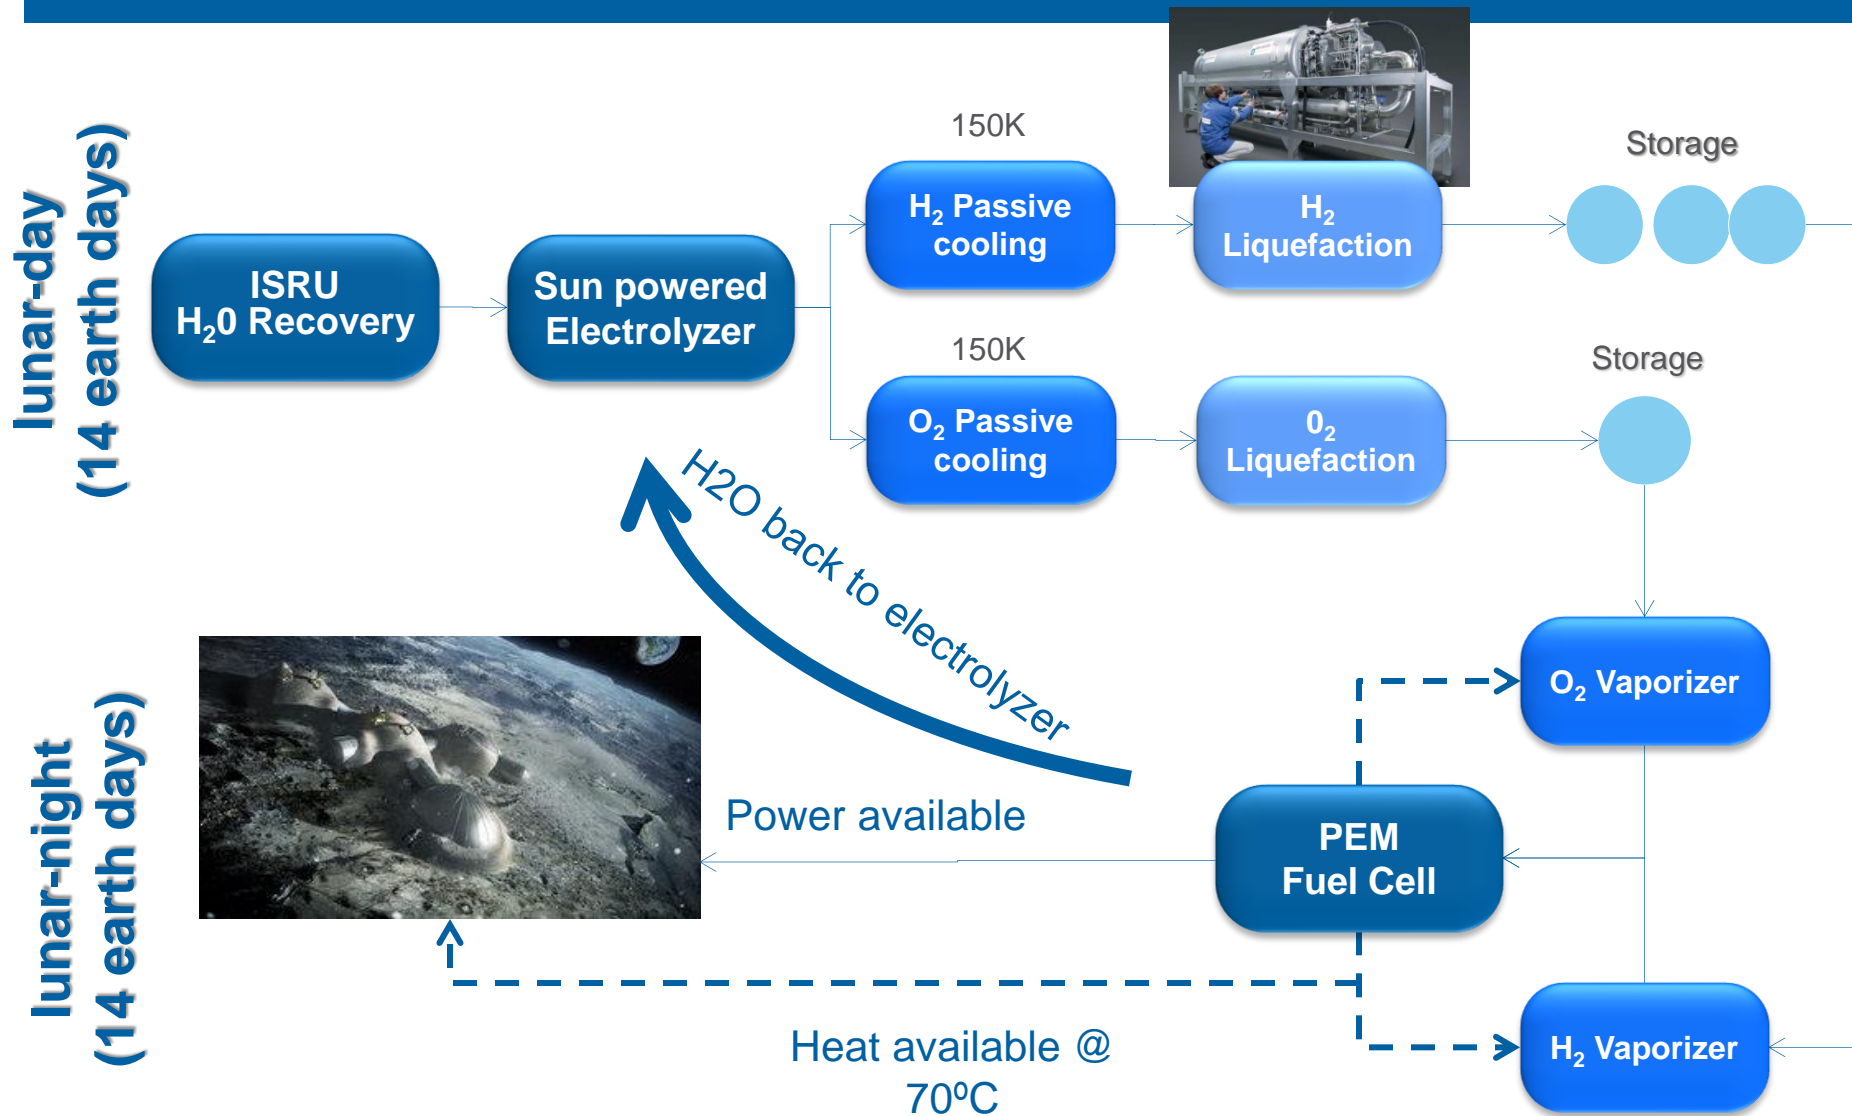 lunar-day
(14 earth days)
150K
Storage
H₂ Passive
cooling
H₂
Liquefaction
ISRU
H₂0 Recovery
Sun powered
Electrolyzer
150K
Storage
O₂ Passive
cooling
0₂
Liquefaction
H2O back to electrolyzer
lunar-night
(14 earth days)
O₂ Vaporizer
Power available
PEM
Fuel Cell
Heat available @
70ºC
H₂ Vaporizer